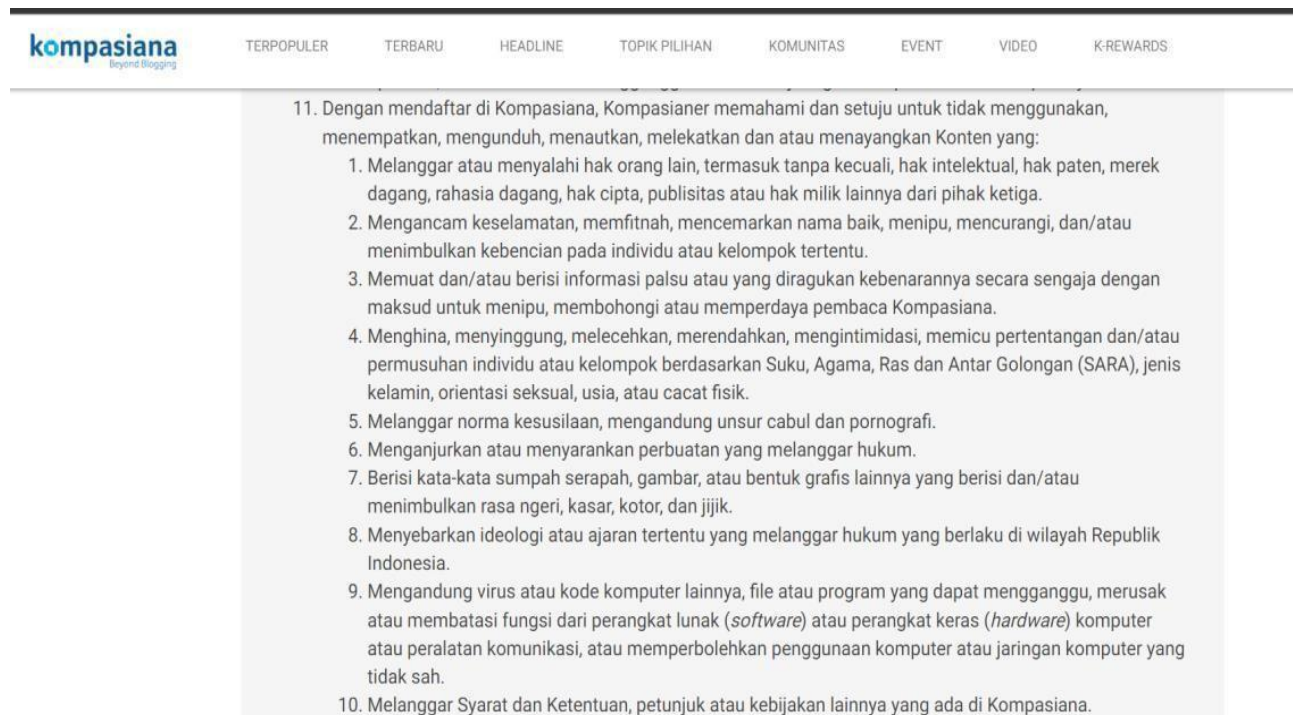 kompasiana
Beyond Blogging
TERPOPULER TERBARU HEADLINE TOPIK PILIHAN KOMUNITAS EVENT VIDEO K-REWARDS
11. Dengan mendaftar di Kompasiana, Kompasianer memahami dan setuju untuk tidak menggunakan,
menempatkan, mengunduh, menautkan, melekatkan dan atau menayangkan Konten yang:
1. Melanggar atau menyalahi hak orang lain, termasuk tanpa kecuali, hak intelektual, hak paten, merek
dagang, rahasia dagang, hak cipta, publisitas atau hak milik lainnya dari pihak ketiga.
2. Mengancam keselamatan, memfitnah, mencemarkan nama baik, menipu, mencurangi, dan/atau
menimbulkan kebencian pada individu atau kelompok tertentu.
3. Memuat dan/atau berisi informasi palsu atau yang diragukan kebenarannya secara sengaja dengan
maksud untuk menipu, membohongi atau memperdaya pembaca Kompasiana.
4. Menghina, menyinggung, melecehkan, merendahkan, mengintimidasi, memicu pertentangan dan/atau
permusuhan individu atau kelompok berdasarkan Suku, Agama, Ras dan Antar Golongan (SARA), jenis
kelamin, orientasi seksual, usia, atau cacat fisik.
5. Melanggar norma kesusilaan, mengandung unsur cabul dan pornografi.
6. Menganjurkan atau menyarankan perbuatan yang melanggar hukum.
7. Berisi kata-kata sumpah serapah, gambar, atau bentuk grafis lainnya yang berisi dan/atau
menimbulkan rasa ngeri, kasar, kotor, dan jijik.
8. Menyebarkan ideologi atau ajaran tertentu yang melanggar hukum yang berlaku di wilayah Republik
Indonesia.
9. Mengandung virus atau kode komputer lainnya, file atau program yang dapat mengganggu, merusak
atau membatasi fungsi dari perangkat lunak (software) atau perangkat keras (hardware) komputer
atau peralatan komunikasi, atau memperbolehkan penggunaan komputer atau jaringan komputer yang
tidak sah.
10. Melanggar Syarat dan Ketentuan, petunjuk atau kebijakan lainnya yang ada di Kompasiana.